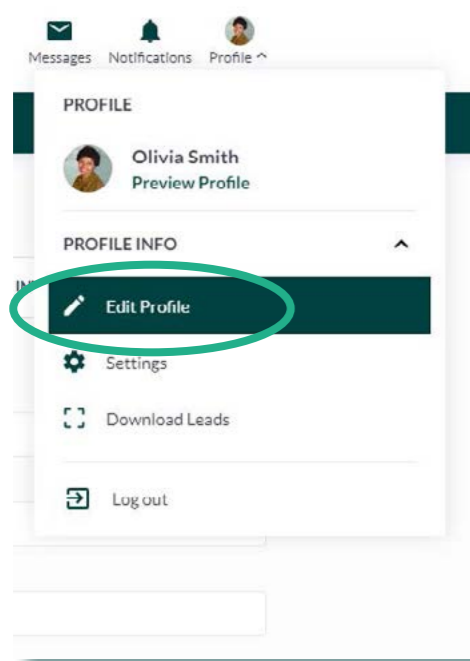 Messages Notifications Profile
PROFILE
Olivia Smith
Preview Profile
PROFILE INFO
Edit Profile
Settings
Download Leads
Log out